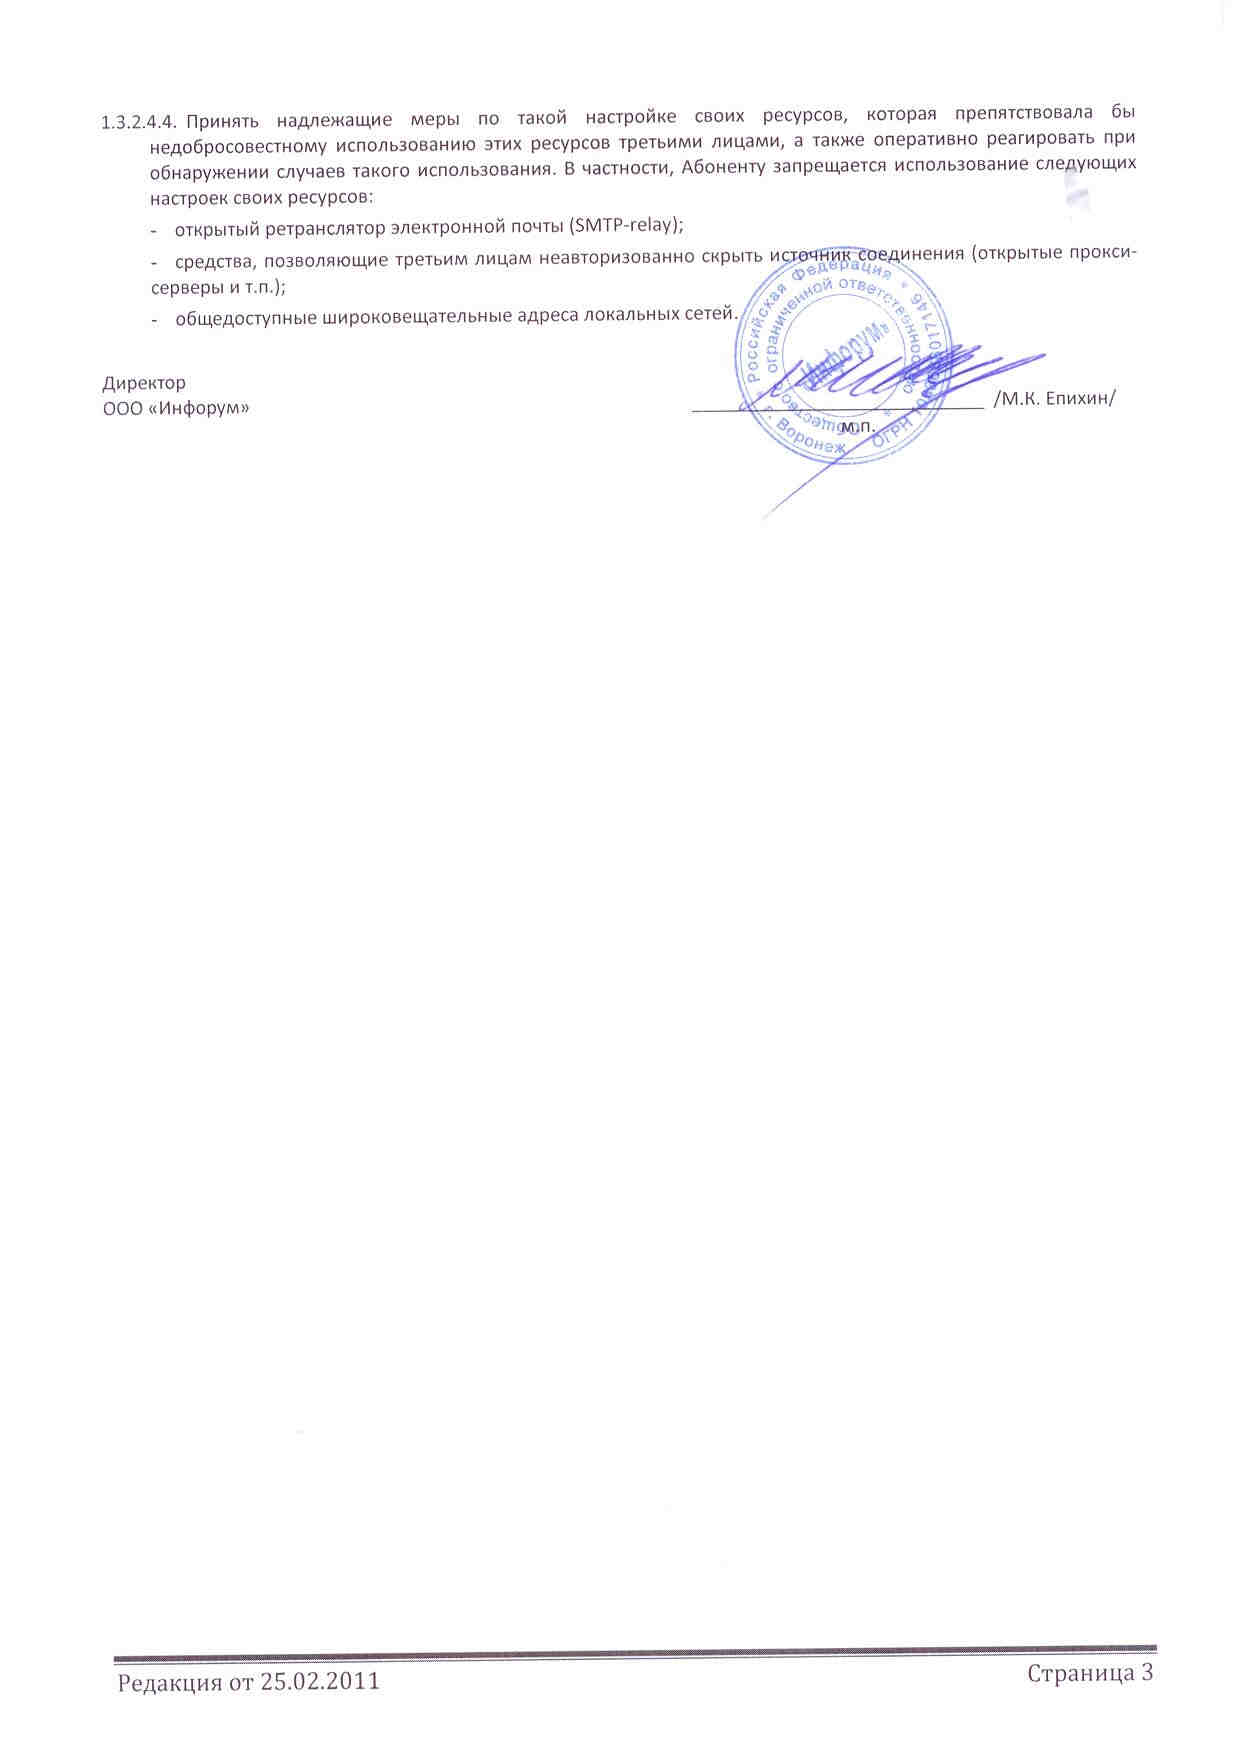 1.3.2.4.4. Принять надлежащие меры по такой настройке своих ресурсов, которая препятствовала бы
недобросовестному использованию этих ресурсов третьими лицами, а также оперативно реагировать при
обнаружении случаев такого использования. В частности, Абоненту запрещается использование следующих
настроек своих ресурсов:
- открытый ретранслятор электронной почты (SMTP-relay);
- средства, позволяющие третьим лицам неавторизованно скрыть источник соединения (открытые прокси-
серверы и т.п.);
- общедоступные широковещательные адреса локальных сетей.
Директор
ООО «Инфорум»
/М.К. Епихин/
м.п.
* Российская Федерация *
г. Воронеж
ОГРН
Общество с ограниченной ответственностью
«Инфорум»
Редакция от 25.02.2011
Страница 3